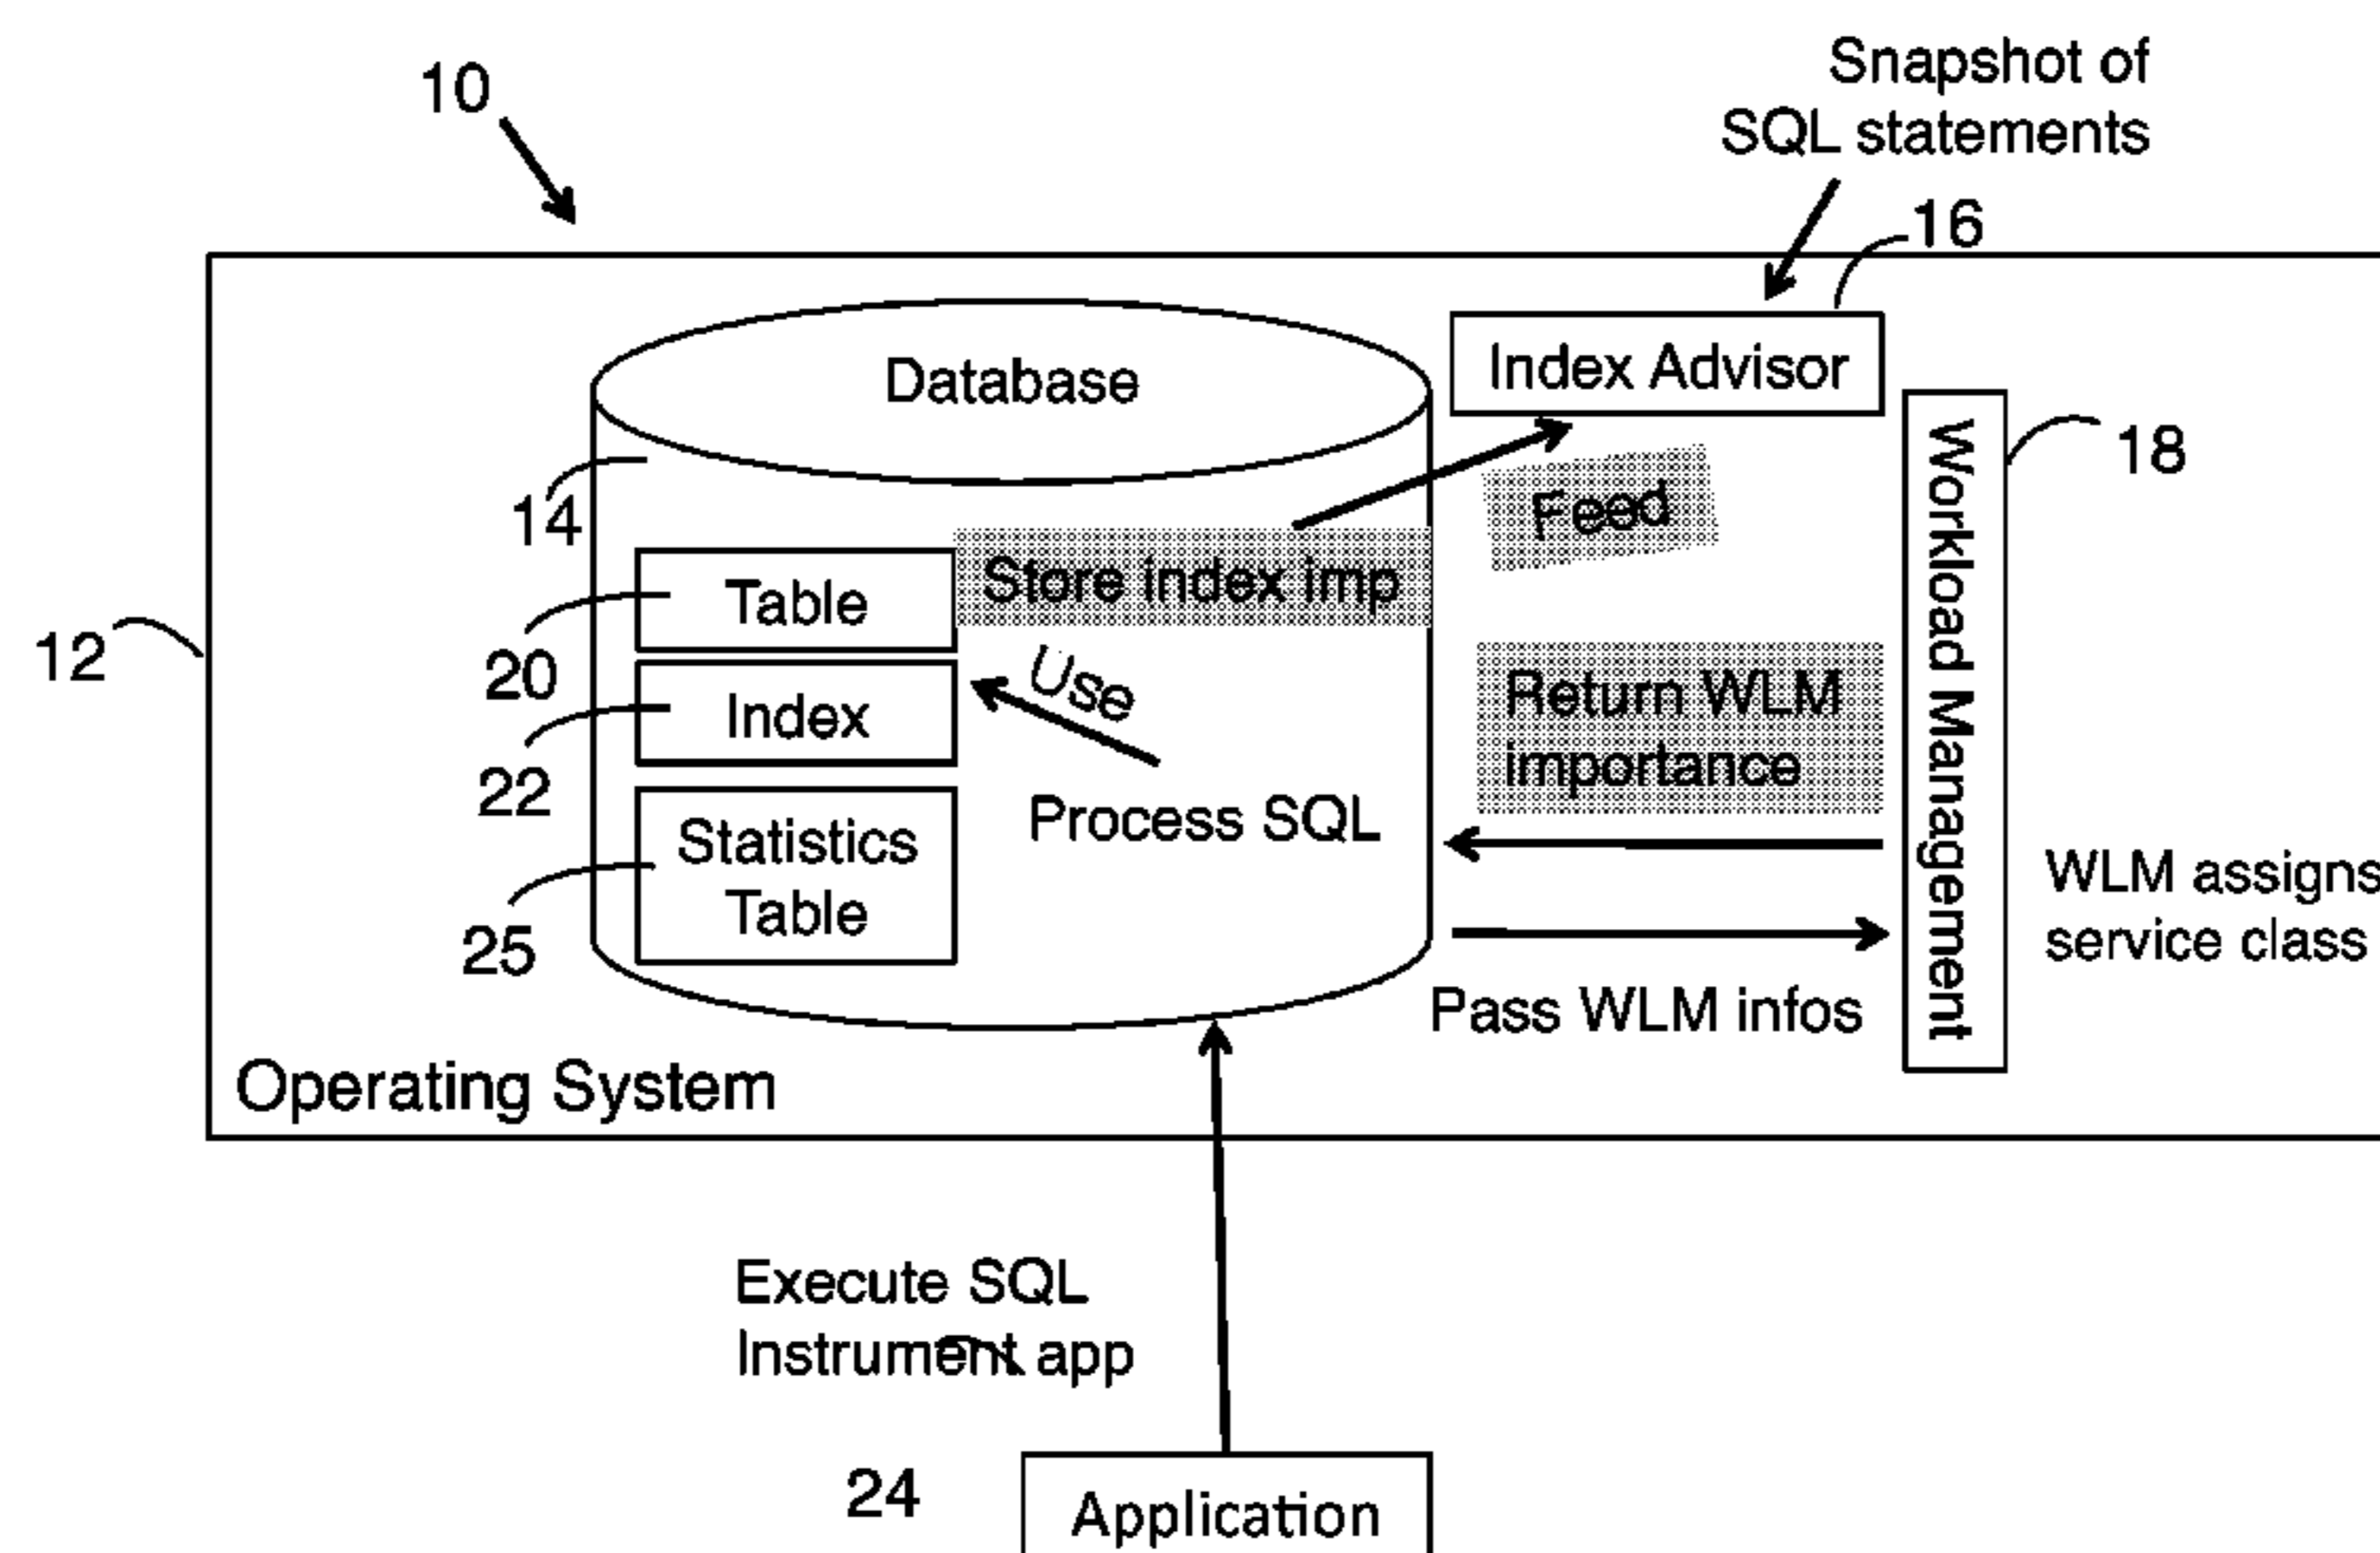 10
Snapshot of
SQL statements
16
Database
Index Advisor
14
Feed
18
Table
Store index imp
12
20
Use
Return WLM
importance
Index
22
Process SQL
Statistics
Table
25
Workload Management
WLM assigns
service class
Pass WLM infos
Operating System
Execute SQL
Instrument app
24
Application